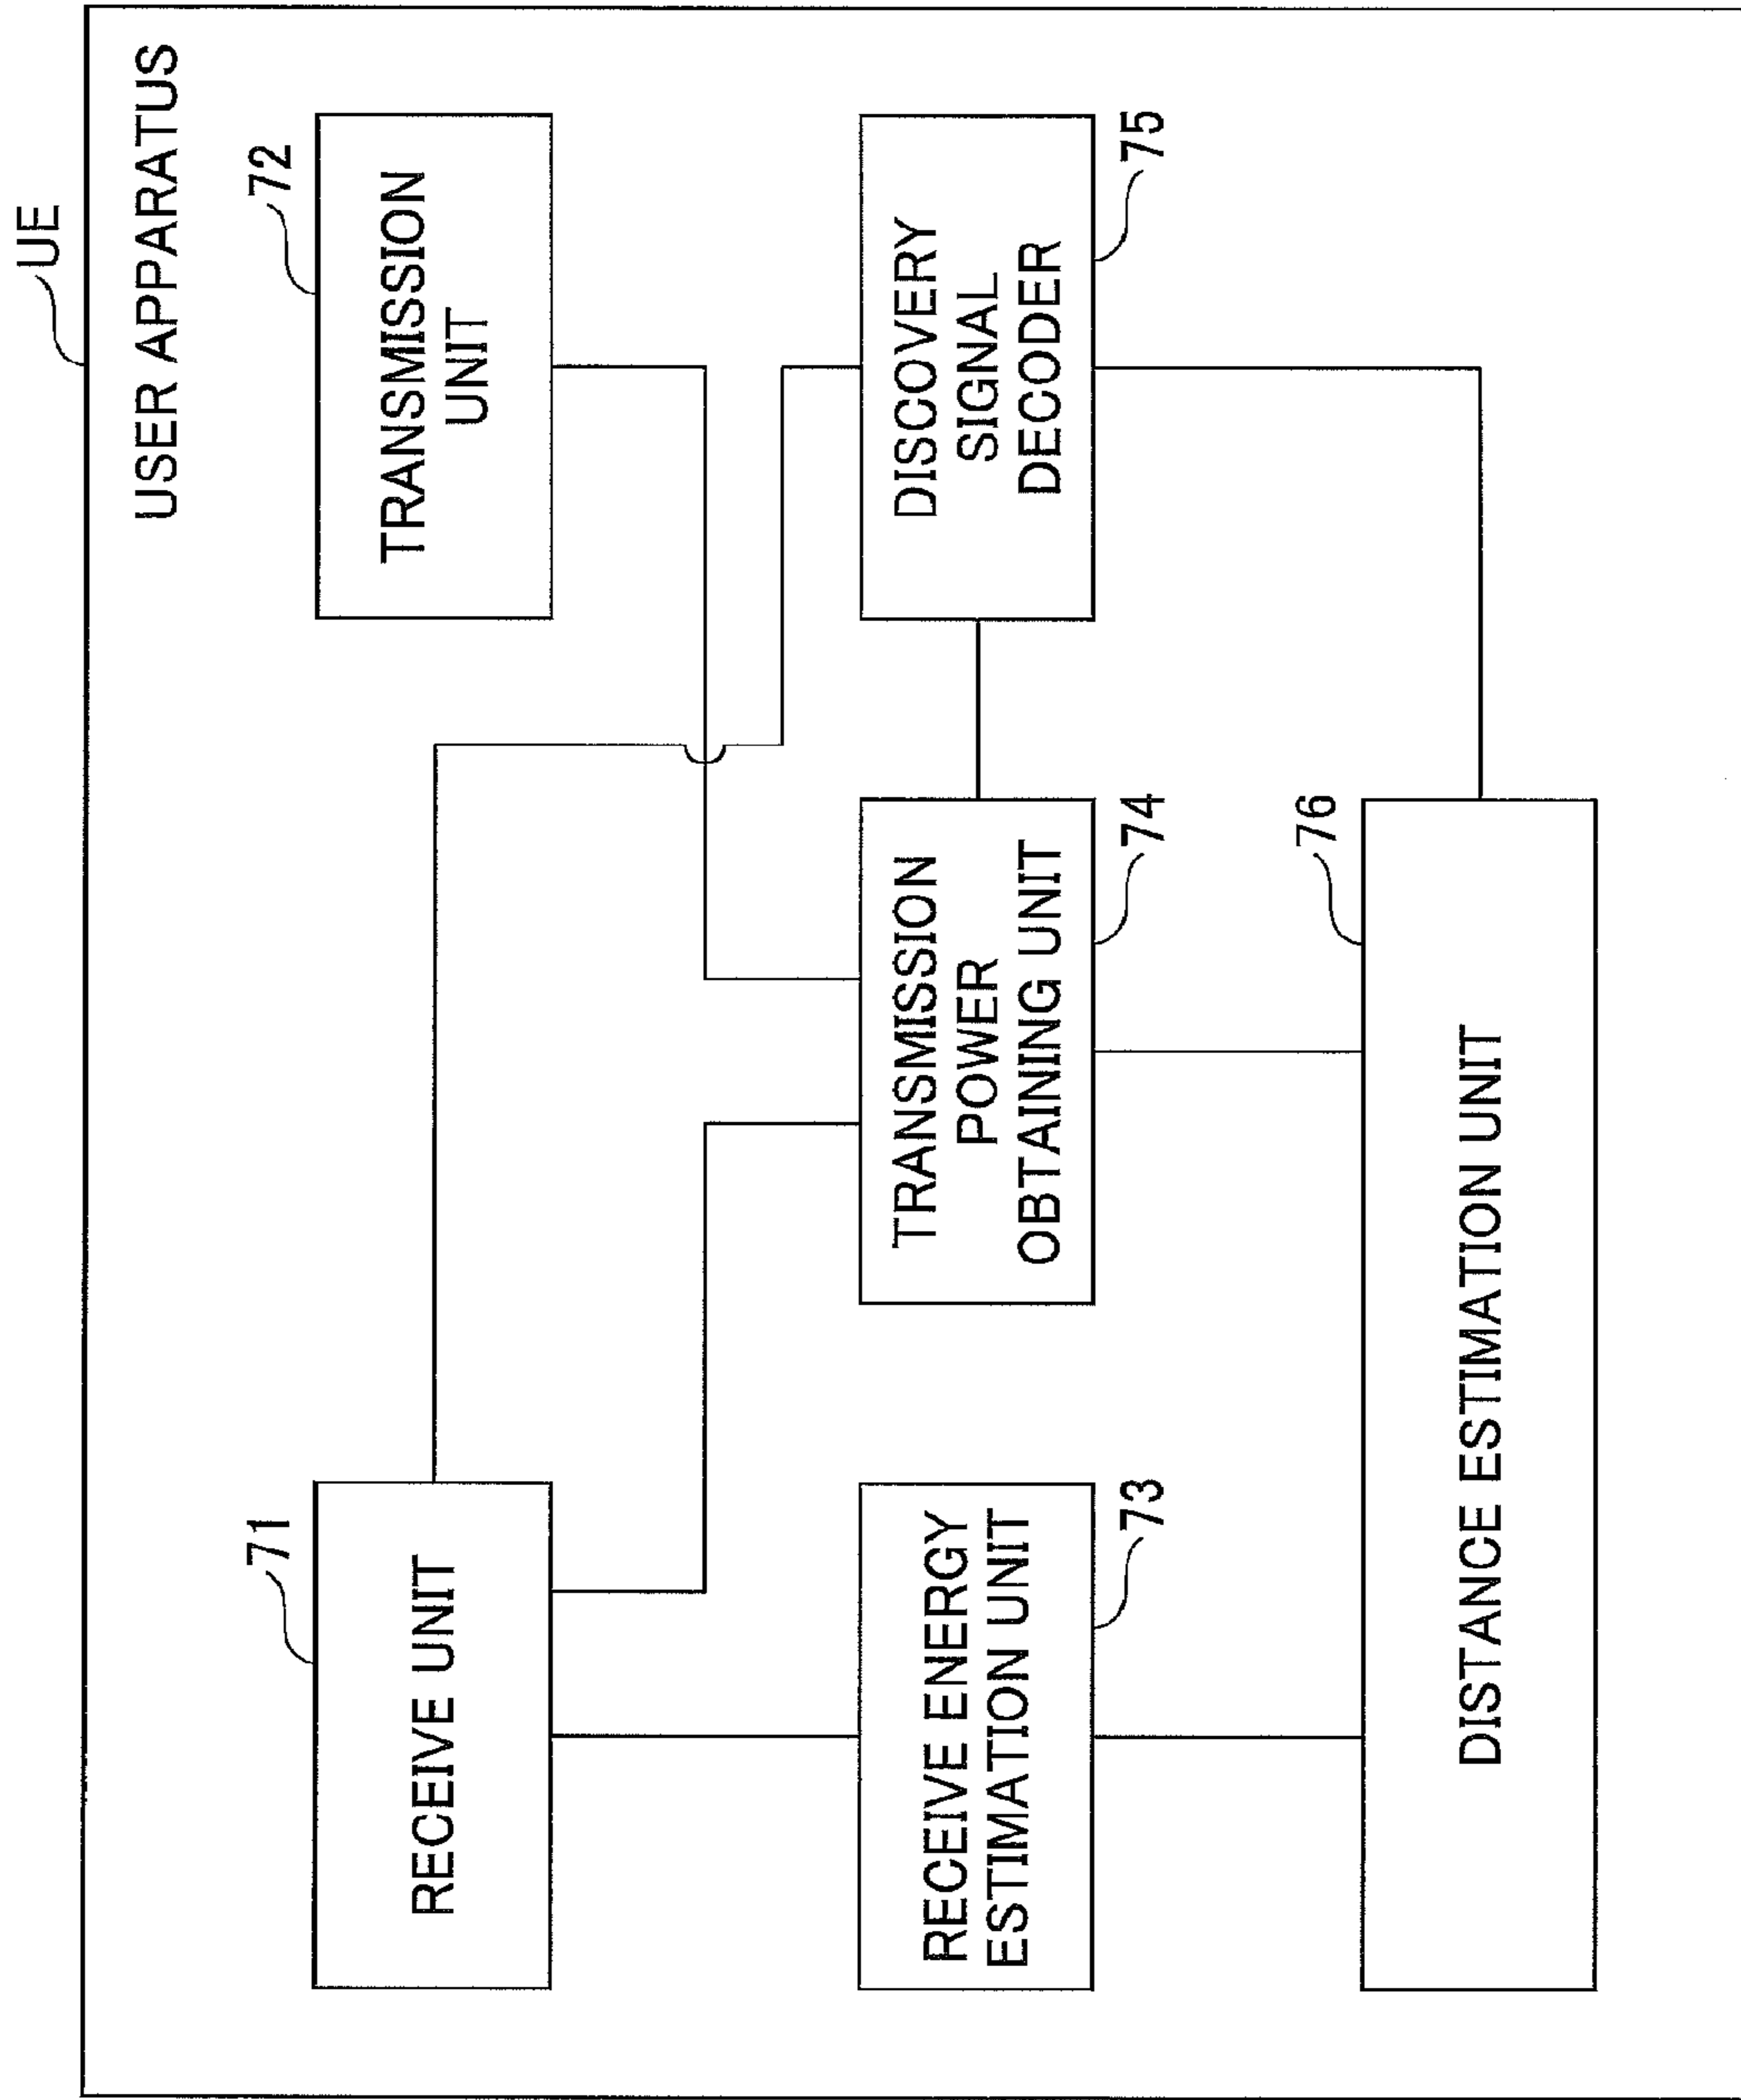 UE
USER APPARATUS
71
RECEIVE UNIT
72
TRANSMISSION
UNIT
RECEIVE ENERGY
ESTIMATION UNIT
73
TRANSMISSION
POWER
OBTAINING UNIT
74
DISCOVERY
SIGNAL
DECODER
75
76
DISTANCE ESTIMATION UNIT